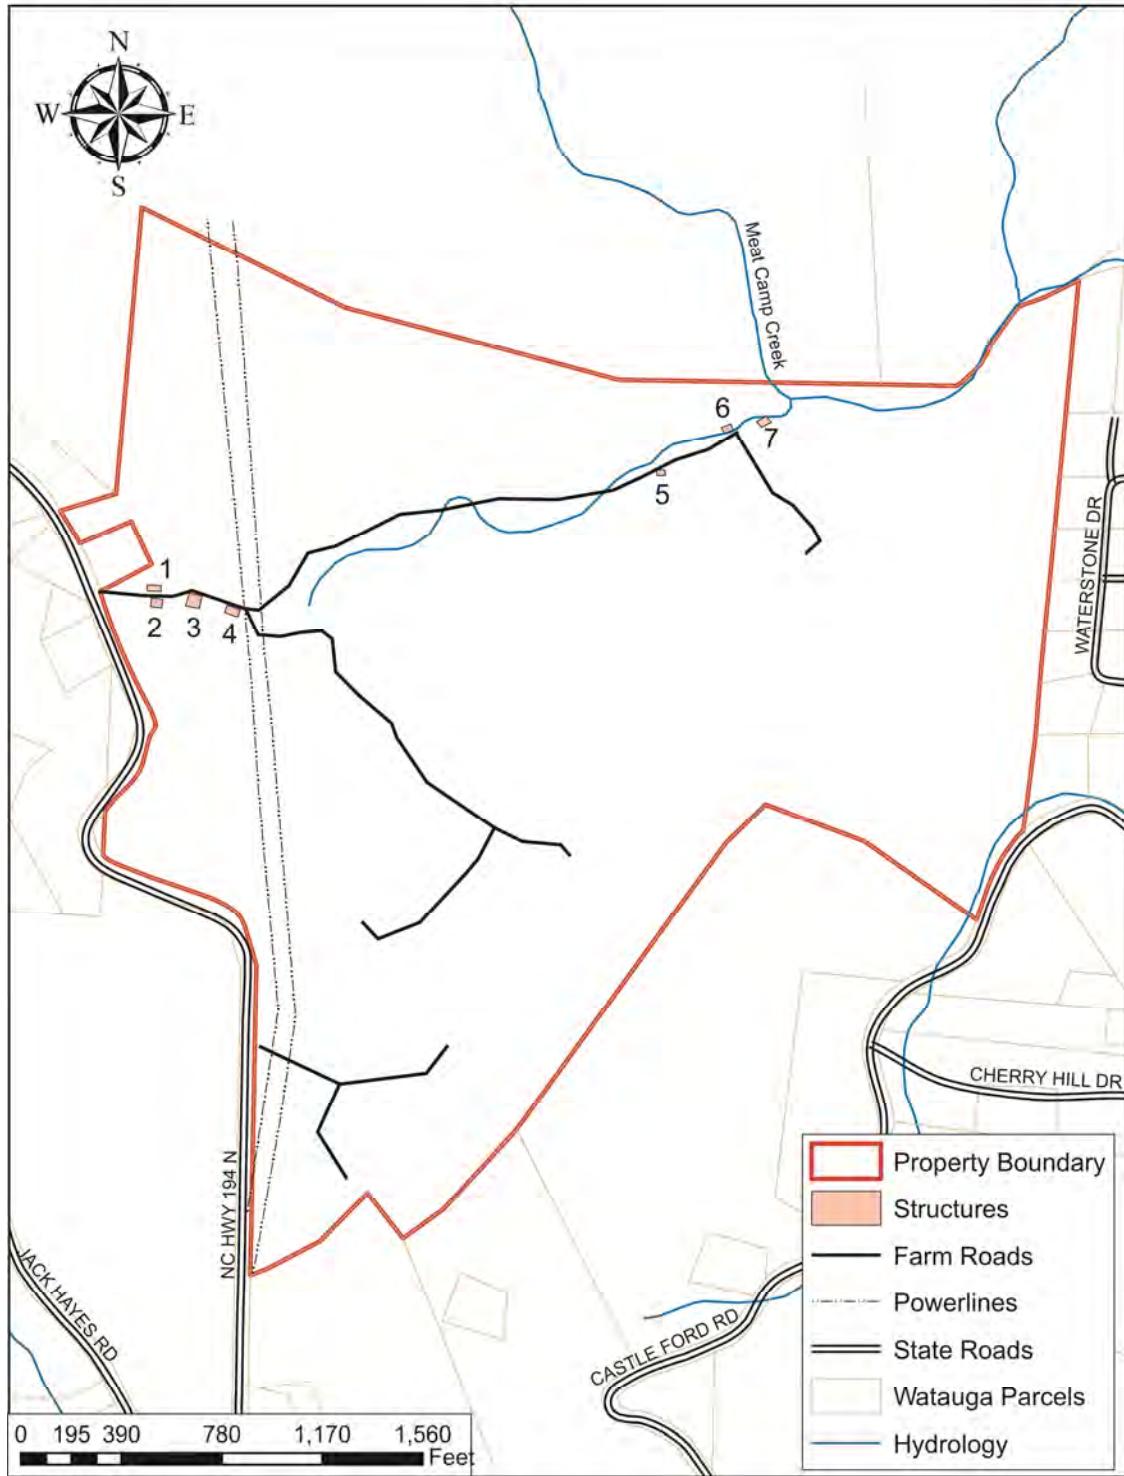 N
W E
S
Meat Camp Creek
6
7
5
1
2 3 4
WATERSTONE DR
CHERRY HILL DR
NC HWY 194 N
JACK HAYES RD
CASTLE FORD RD
Property Boundary
Structures
Farm Roads
Powerlines
State Roads
Watauga Parcels
Hydrology
0 195 390 780 1,170 1,560
Feet